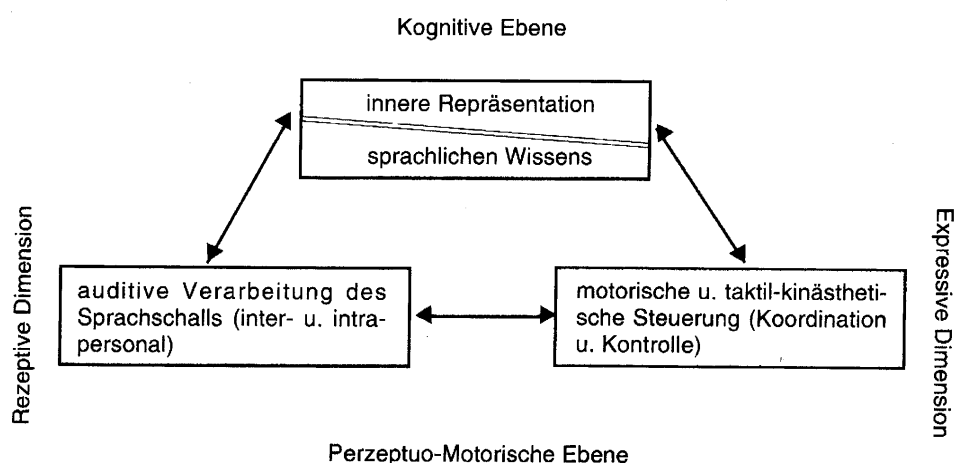 Kognitive Ebene
innere Repräsentation
sprachlichen Wissens
Rezeptive Dimension
auditive Verarbeitung des
Sprachschalls (inter- u. intra-
personal)
motorische u. taktil-kinästheti-
sche Steuerung (Koordination
u. Kontrolle)
Expressive Dimension
Perzeptuo-Motorische Ebene